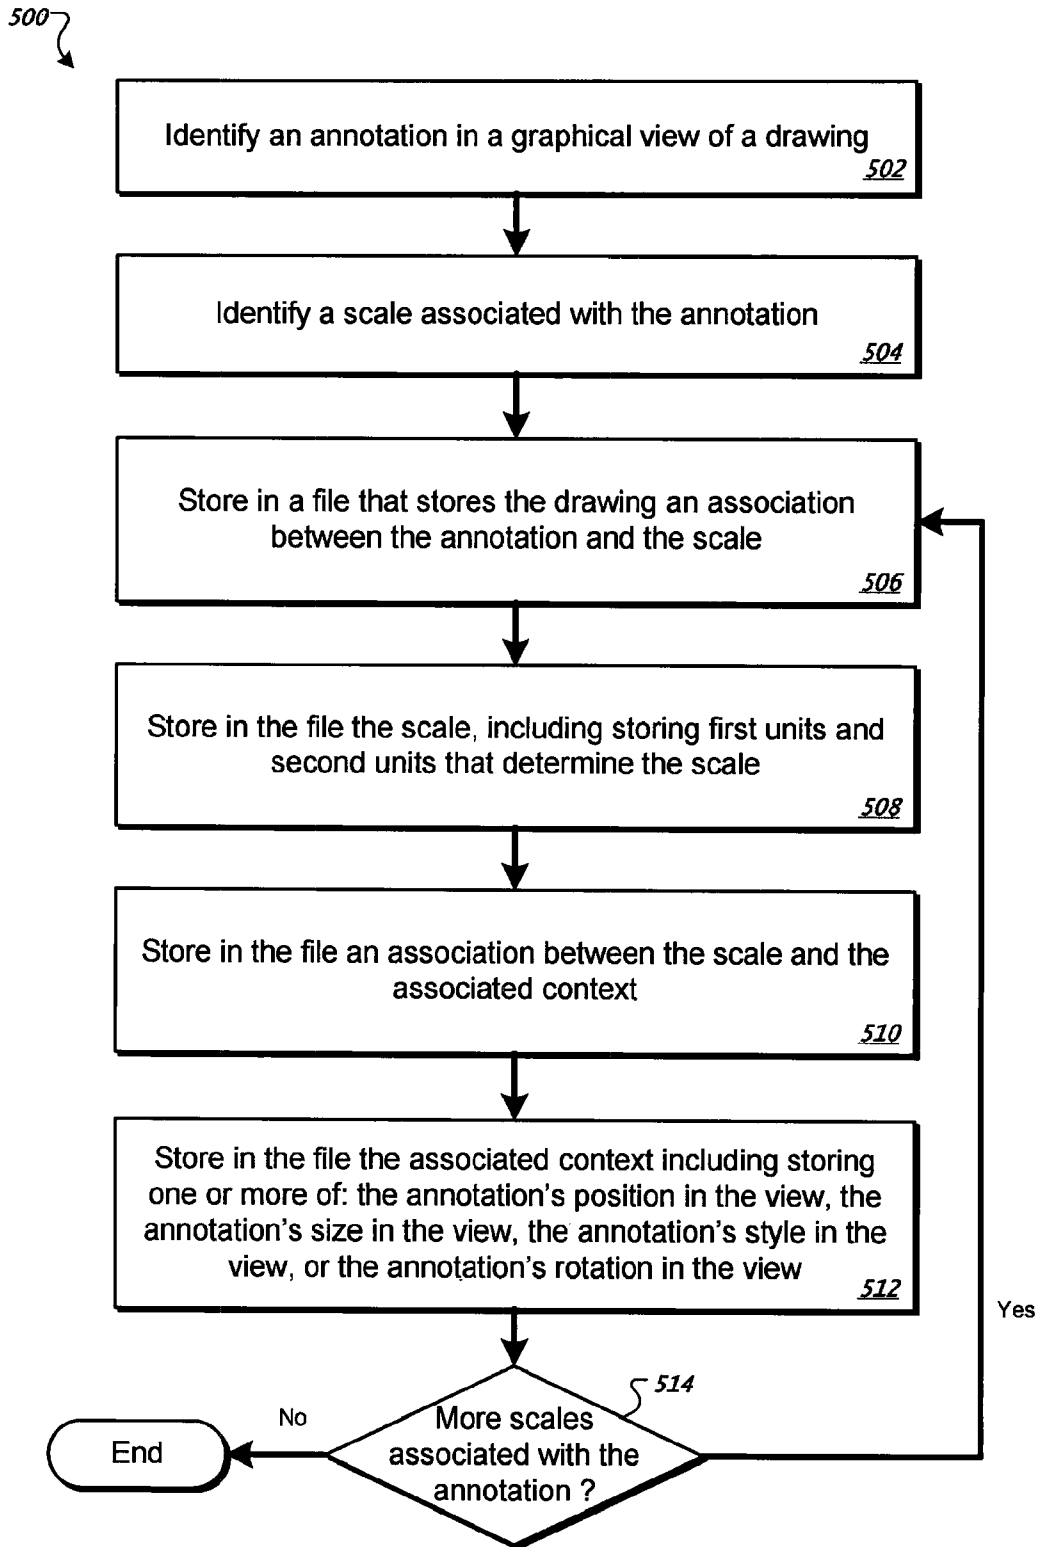 500
Identify an annotation in a graphical view of a drawing
502
Identify a scale associated with the annotation
504
Store in a file that stores the drawing an association
between the annotation and the scale
506
Store in the file the scale, including storing first units and
second units that determine the scale
508
Store in the file an association between the scale and the
associated context
510
Store in the file the associated context including storing
one or more of: the annotation's position in the view, the
annotation's size in the view, the annotation's style in the
view, or the annotation's rotation in the view
512
Yes
514
No
More scales
associated with the
annotation ?
End